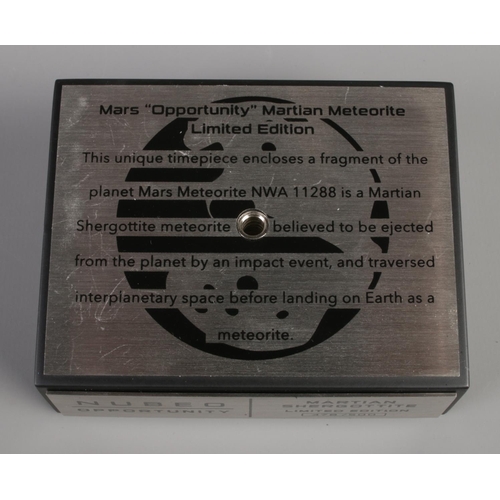 Mars "Opportunity" Martian Meteorite
Limited Edition
This unique timepiece encloses a fragment of the
planet Mars Meteorite NWA 11288 is a Martian
Shergottite meteorite believed to be ejected
from the planet by an impact event, and traversed
interplanetary space before landing on Earth as a
meteorite.
NUBEO
OPPORTUNITY
MARTIAN
SHERGOTTITE
LIMITED EDITION